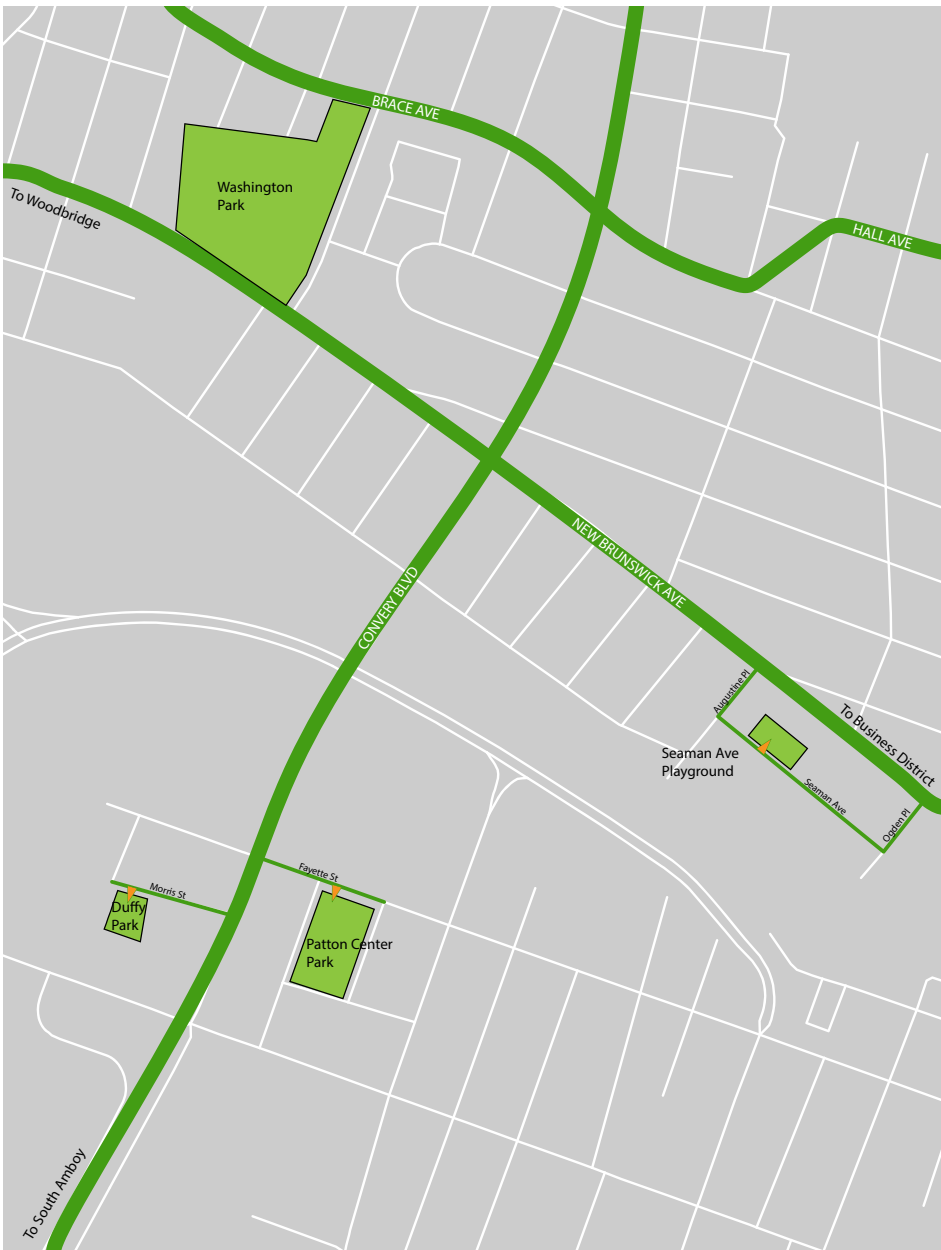 BRACE AVE
Washington
Park
To Woodbridge
HALL AVE
NEW BRUNSWICK AVE
CONVERY BLVD
Augustine Pl
To Business District
Seaman Ave
Playground
Seaman Ave
Ogden Pl
Fayette St
Morris St
Duffy
Park
Patton Center
Park
To South Amboy